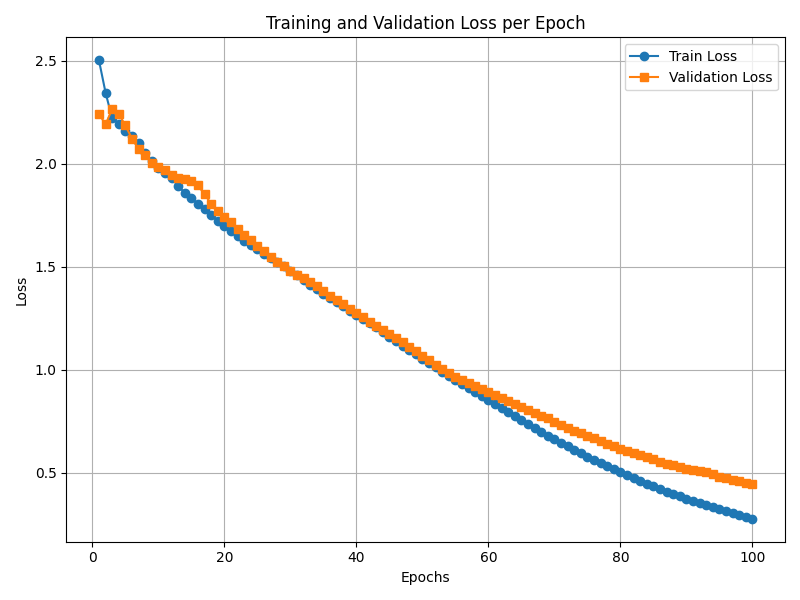 Training and Validation Loss per Epoch
Train Loss
Validation Loss
2.5
2.0
1.5
1.0
0.5
Loss
0 20 40 60 80 100
Epochs